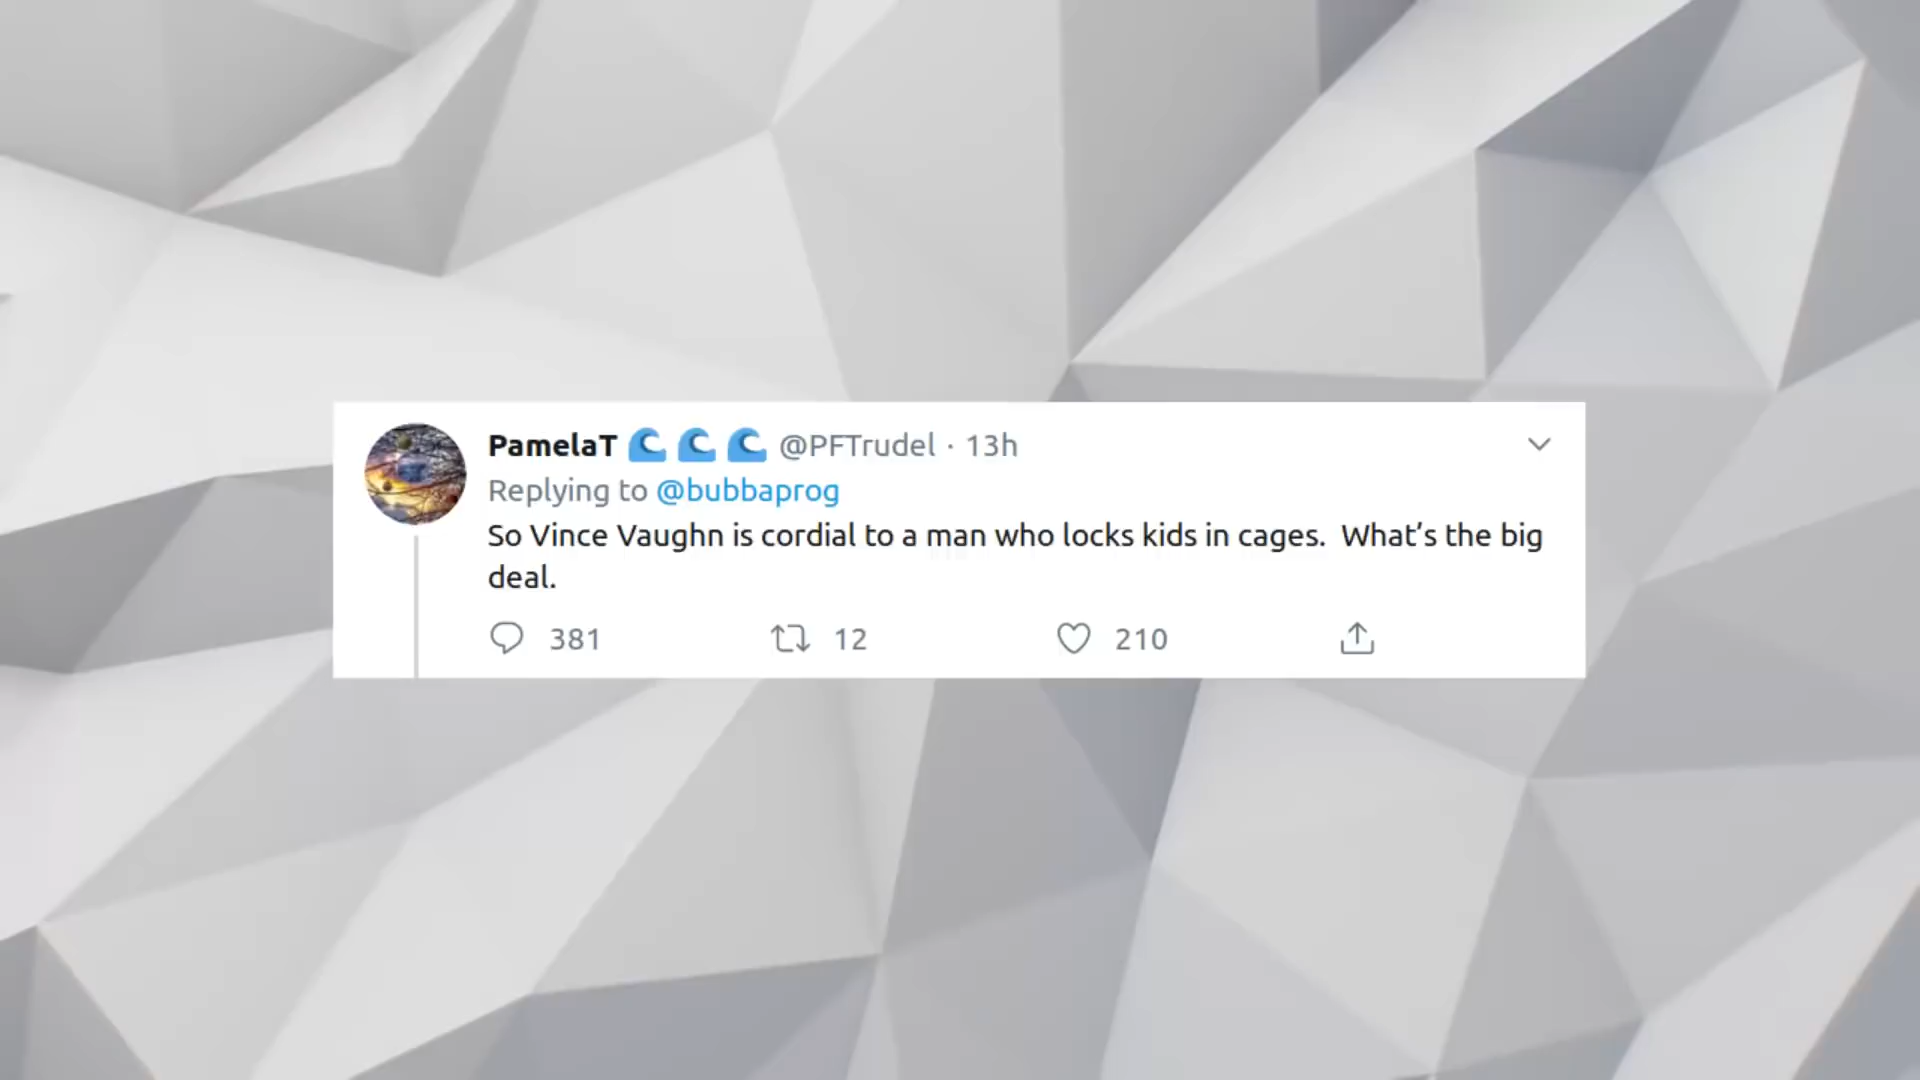 PamelaT 🌊 🌊 🌊 @PFTrudel · 13h
Replying to @bubbaprog
So Vince Vaughn is cordial to a man who locks kids in cages.  What’s the big
deal.
381 12 210